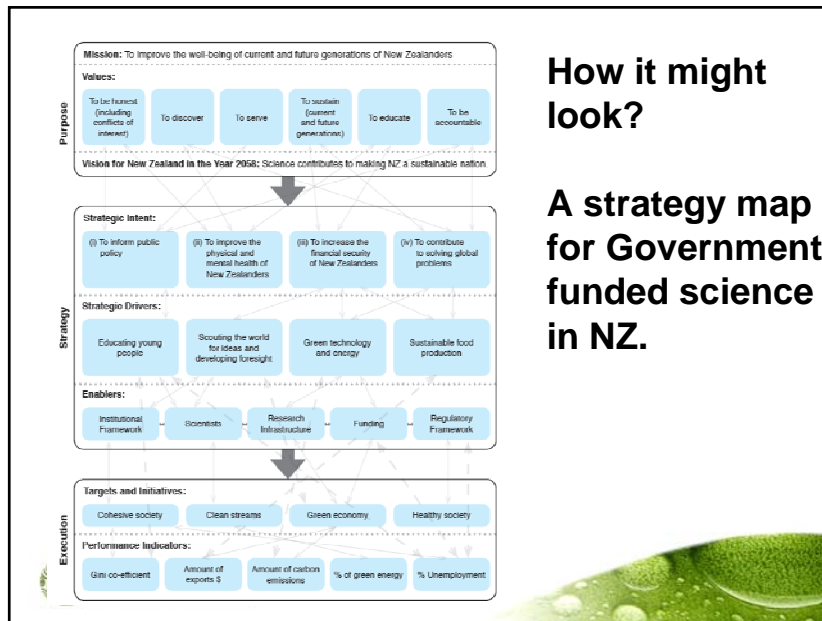 Mission: To improve the well-being of current and future generations of New Zealanders
Values:
To be honest
(including
conflicts of
interest)
To discover
To serve
To sustain
(current
and future
generations)
To educate
To be
accountable
Vision for New Zealand in the Year 2058: Science contributes to making NZ a sustainable nation
Purpose
Strategic Intent:
(i) To inform public
policy
(ii) To improve the
physical and
mental health of
New Zealanders
(iii) To increase the
financial security
of New Zealanders
(iv) To contribute
to solving global
problems
Strategic Drivers:
Educating young
people
Scouting the world
for ideas and
developing foresight
Green technology
and energy
Sustainable food
production
Enablers:
Institutional
Framework
Scientists
Research
Infrastructure
Funding
Regulatory
Framework
Strategy
Targets and Initiatives:
Cohesive society
Clean streams
Green economy
Healthy society
Performance Indicators:
Gini co-efficient
Amount of
exports $
Amount of carbon
emissions
% of green energy
% Unemployment
Execution
How it might
look?
A strategy map
for Government
funded science
in NZ.